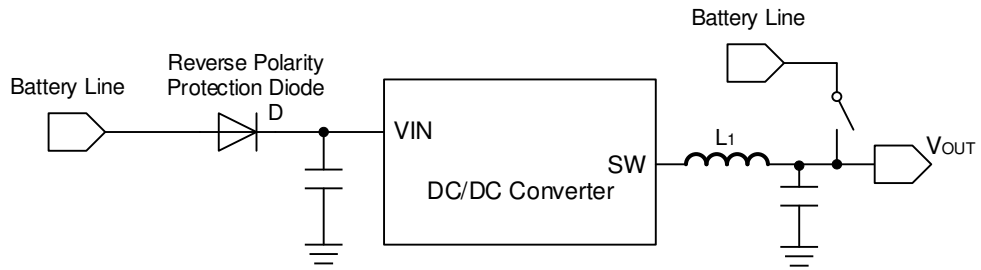 Battery Line
Reverse Polarity
Protection Diode
D
Battery Line
VIN
SW
DC/DC Converter
L1
VOUT